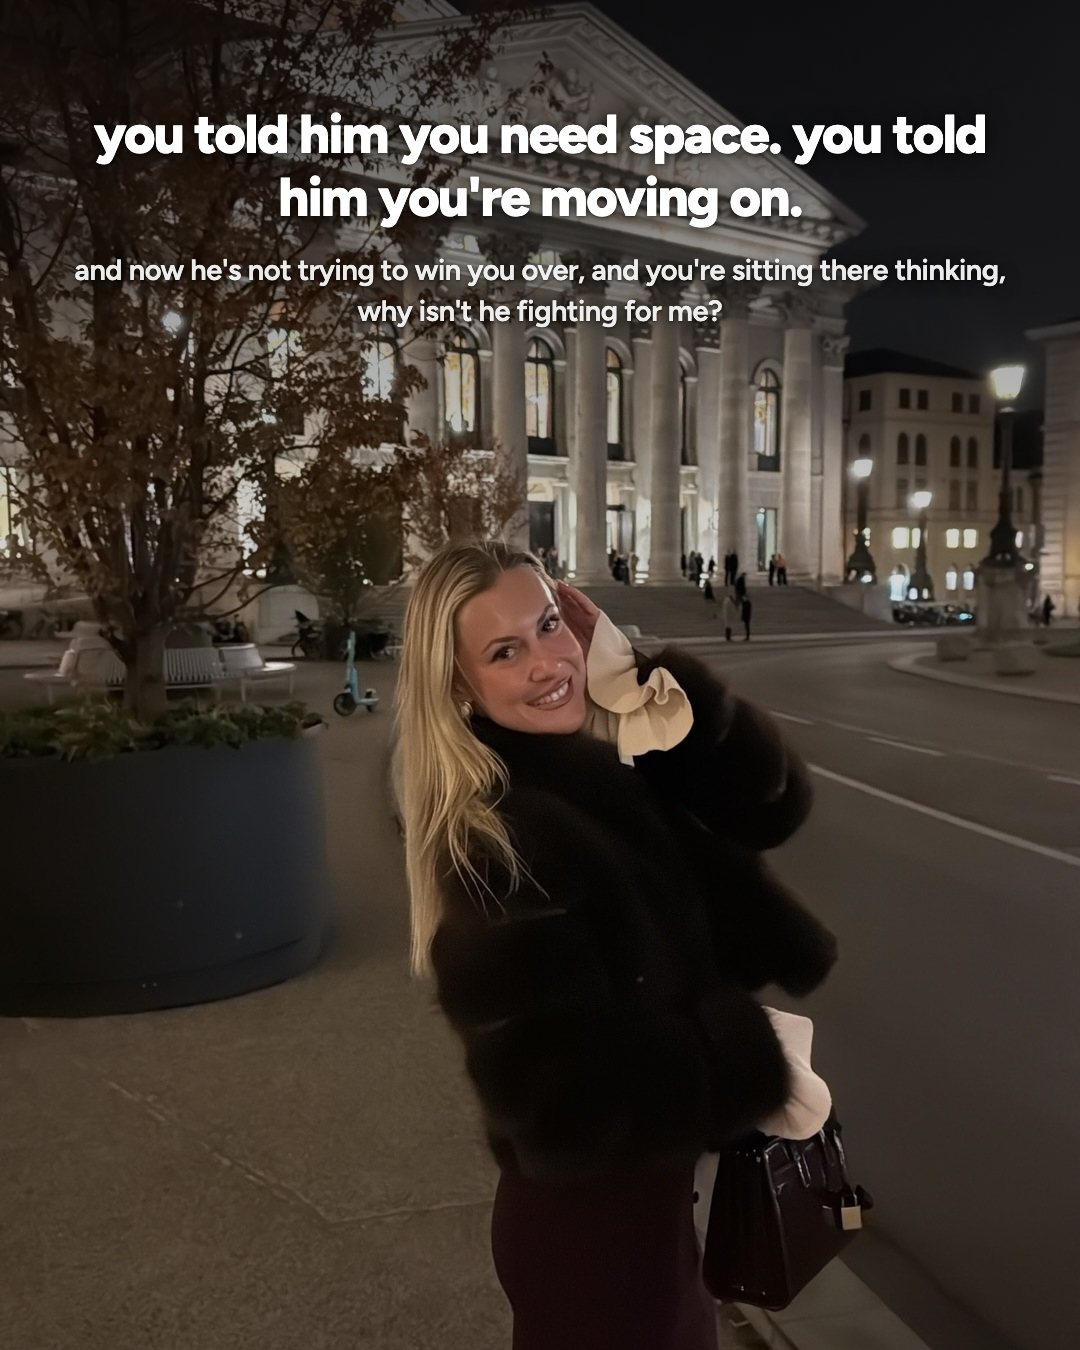 you told him you need space. you told
him you're moving on.
and now he's not trying to win you over, and you're sitting there thinking,
why isn't he fighting for me?